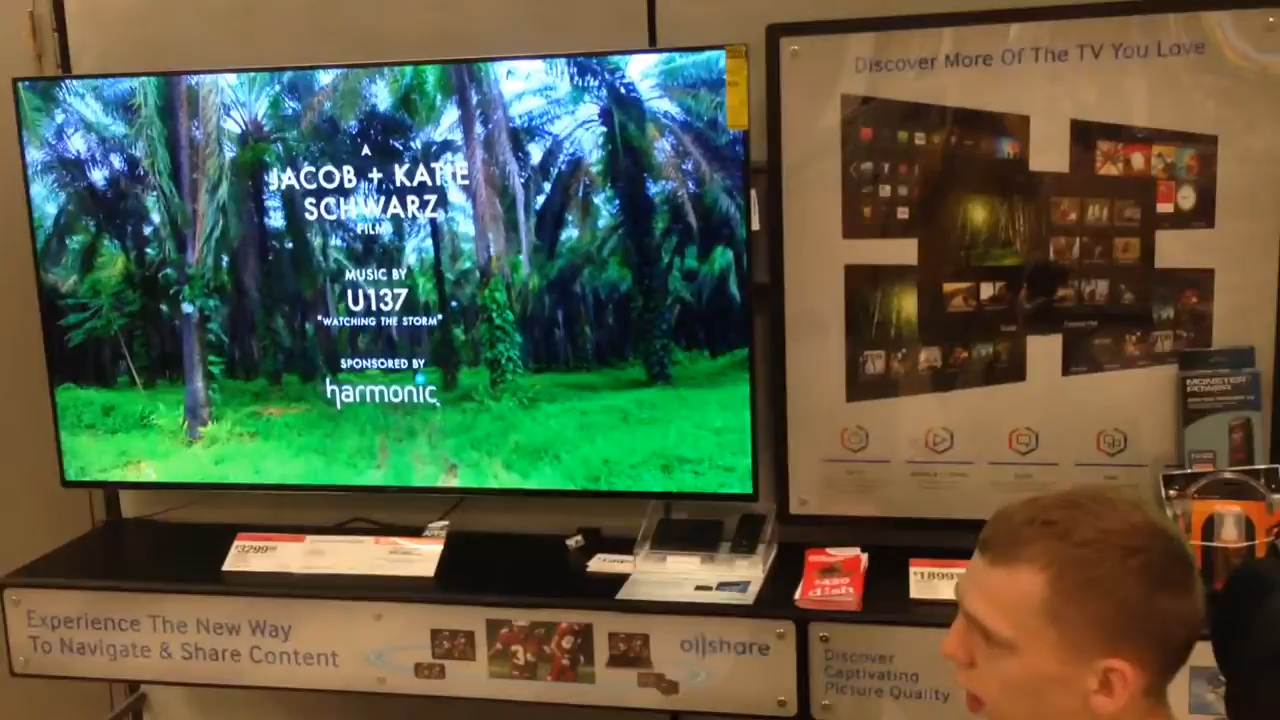 A
JACOB + KATIE
SCHWARZ
FILM
MUSIC BY
U137
"WATCHING THE STORM"
SPONSORED BY
harmonic
Discover More Of The TV You Love
MONSTER
POWER
$3299
$420
dish
$1899
Experience The New Way
To Navigate & Share Content
allshare
Discover
Captivating
Picture Quality